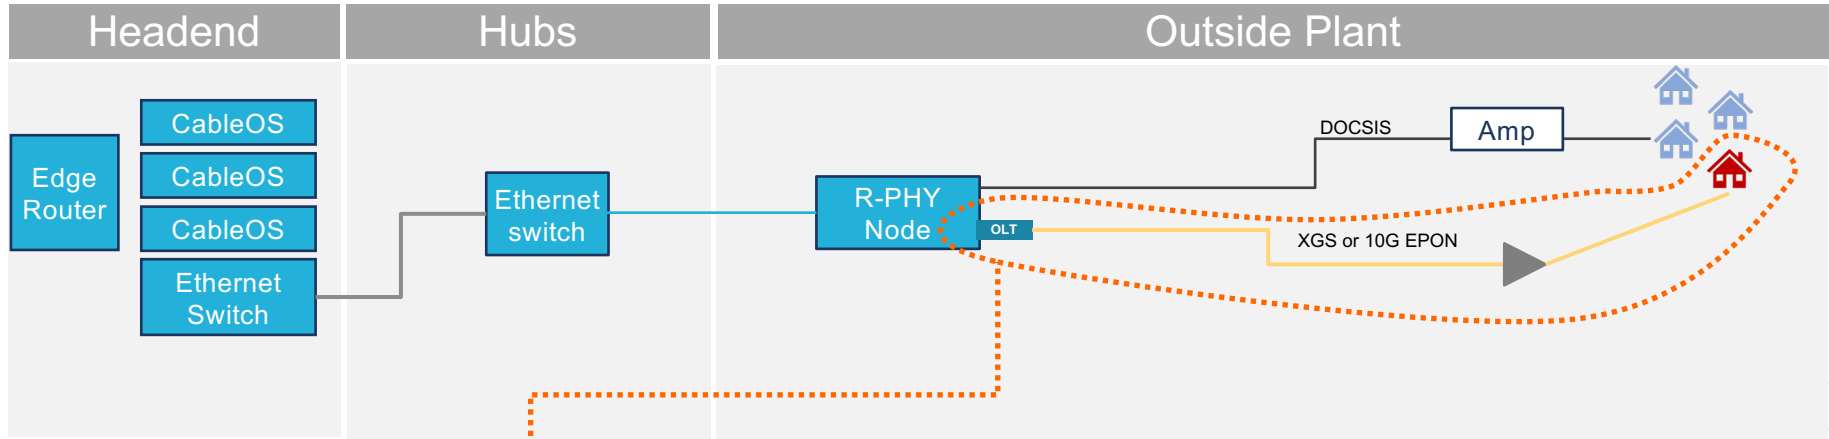 Headend
Hubs
Outside Plant
Edge
Router
CableOS
CableOS
CableOS
Ethernet
Switch
Ethernet
switch
R-PHY
Node
OLT
DOCSIS
Amp
XGS or 10G EPON